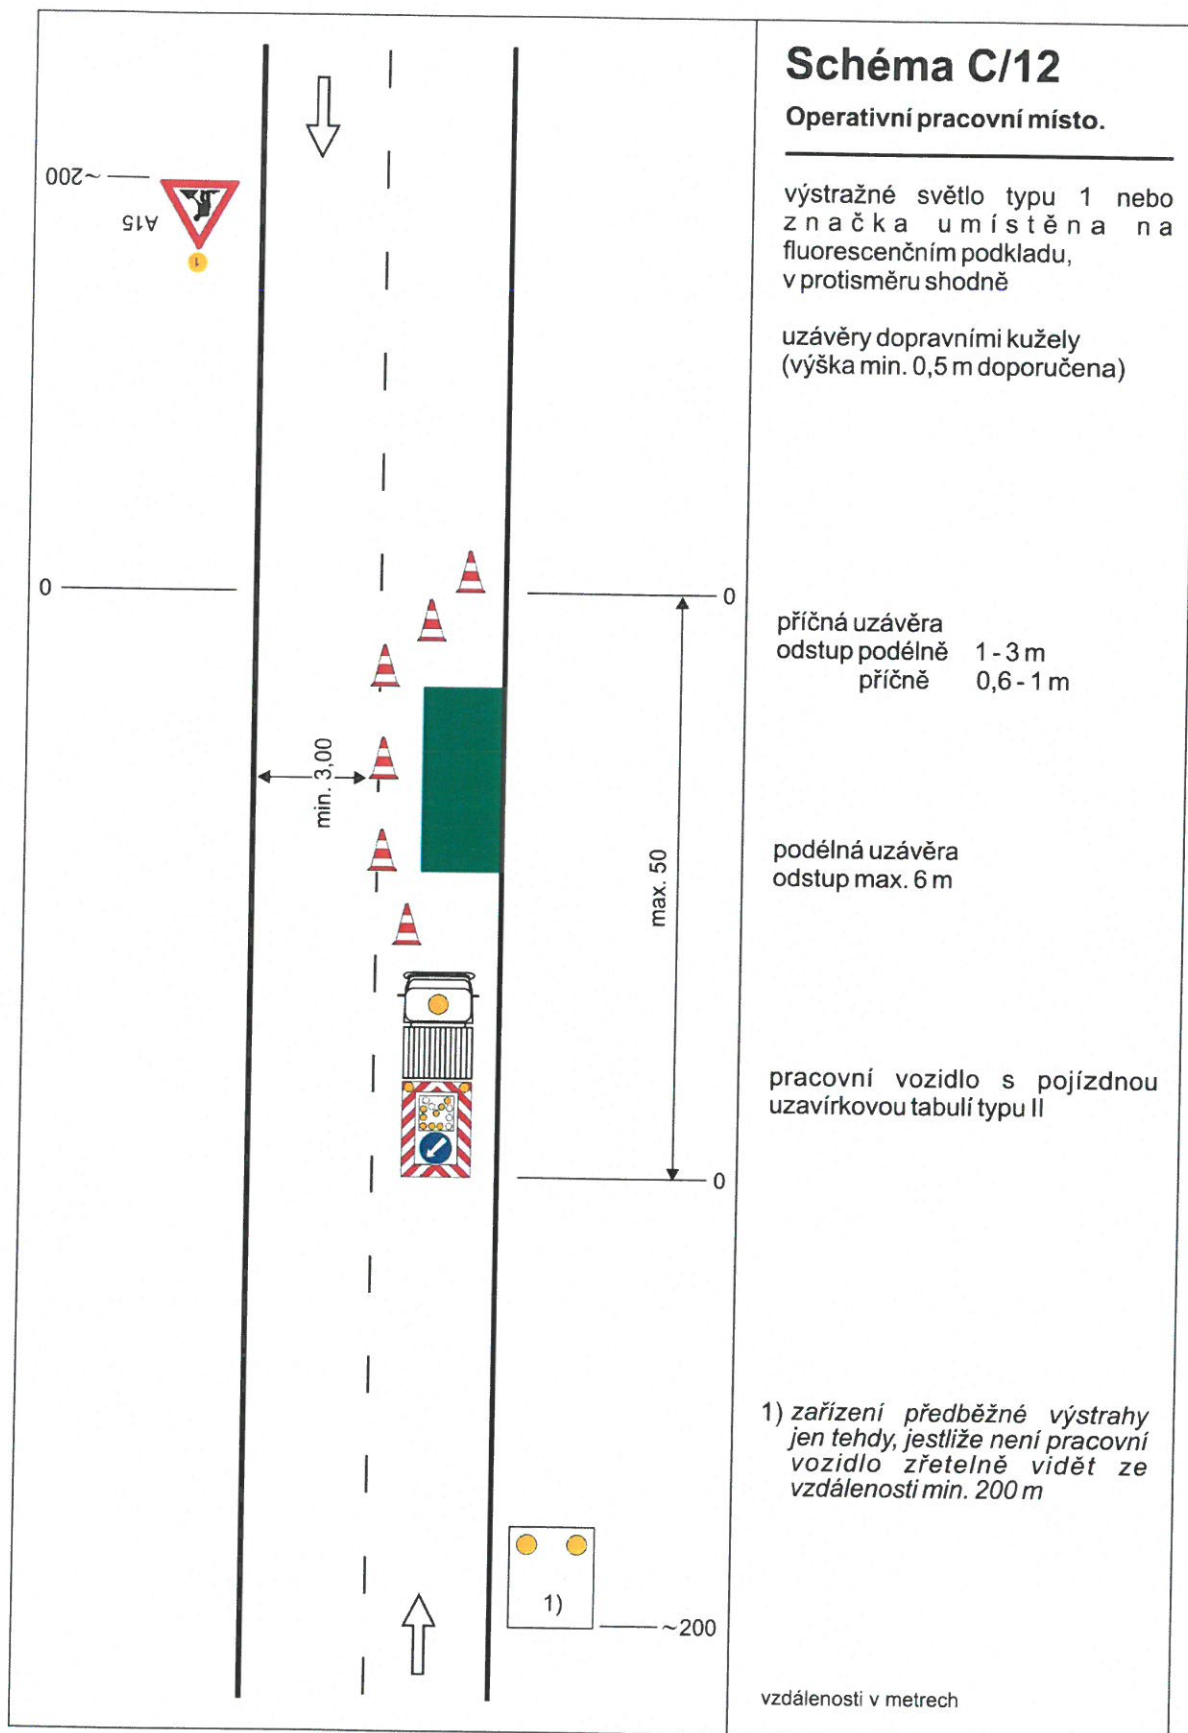 Schéma C/12
Operativní pracovní místo.
výstražné světlo typu 1 nebo
značka umístěna na
fluorescenčním podkladu,
v protisměru shodně
uzávěry dopravními kužely
(výška min. 0,5 m doporučena)
příčná uzávěra
odstup podélně 1 - 3 m
příčně 0,6 - 1 m
podélná uzávěra
odstup max. 6 m
pracovní vozidlo s pojízdnou
uzavírkovou tabulí typu II
1) zařízení předběžné výstrahy
jen tehdy, jestliže není pracovní
vozidlo zřetelně vidět ze
vzdálenosti min. 200 m
vzdálenosti v metrech
~200
A15
1
0
0
min. 3,00
max. 50
0
1)
~200